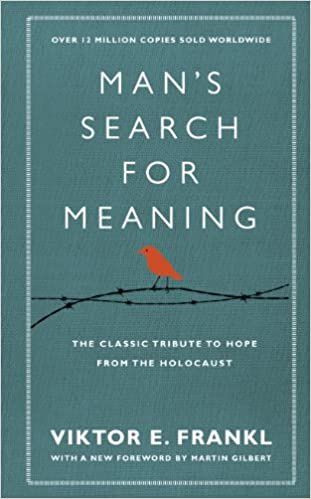 OVER 12 MILLION COPIES SOLD WORLDWIDE
MAN'S
SEARCH
FOR
MEANING
THE CLASSIC TRIBUTE TO HOPE
FROM THE HOLOCAUST
VIKTOR E. FRANKL
WITH A NEW FOREWORD BY MARTIN GILBERT